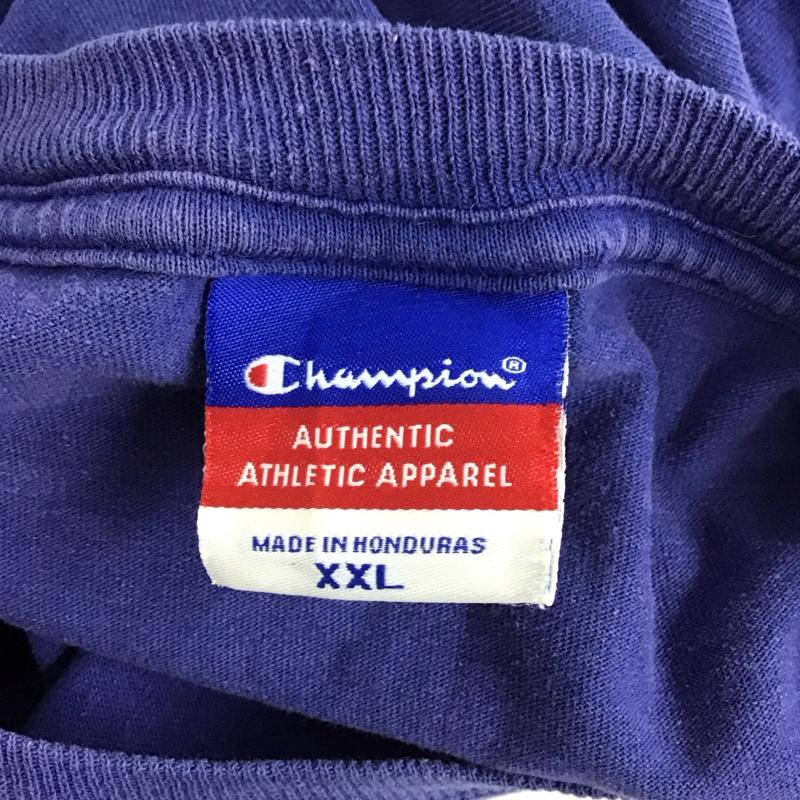 Champion®
AUTHENTIC
ATHLETIC APPAREL
MADE IN HONDURAS
XXL